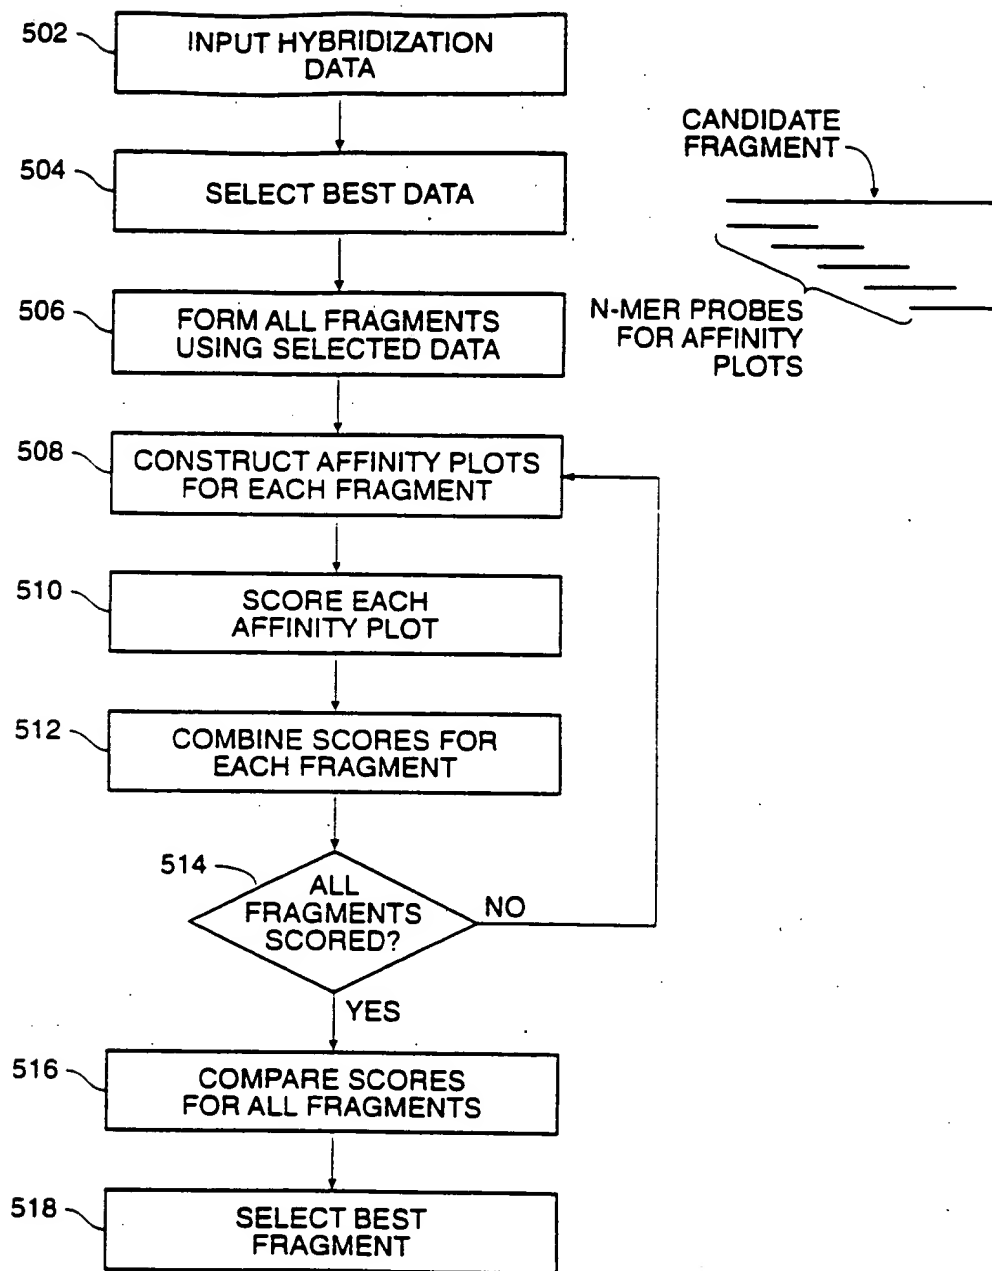 502
INPUT HYBRIDIZATION
DATA
504
SELECT BEST DATA
CANDIDATE
FRAGMENT
506
FORM ALL FRAGMENTS
USING SELECTED DATA
N-MER PROBES
FOR AFFINITY
PLOTS
508
CONSTRUCT AFFINITY PLOTS
FOR EACH FRAGMENT
510
SCORE EACH
AFFINITY PLOT
512
COMBINE SCORES FOR
EACH FRAGMENT
514
ALL
FRAGMENTS
SCORED?
NO
YES
516
COMPARE SCORES
FOR ALL FRAGMENTS
518
SELECT BEST
FRAGMENT